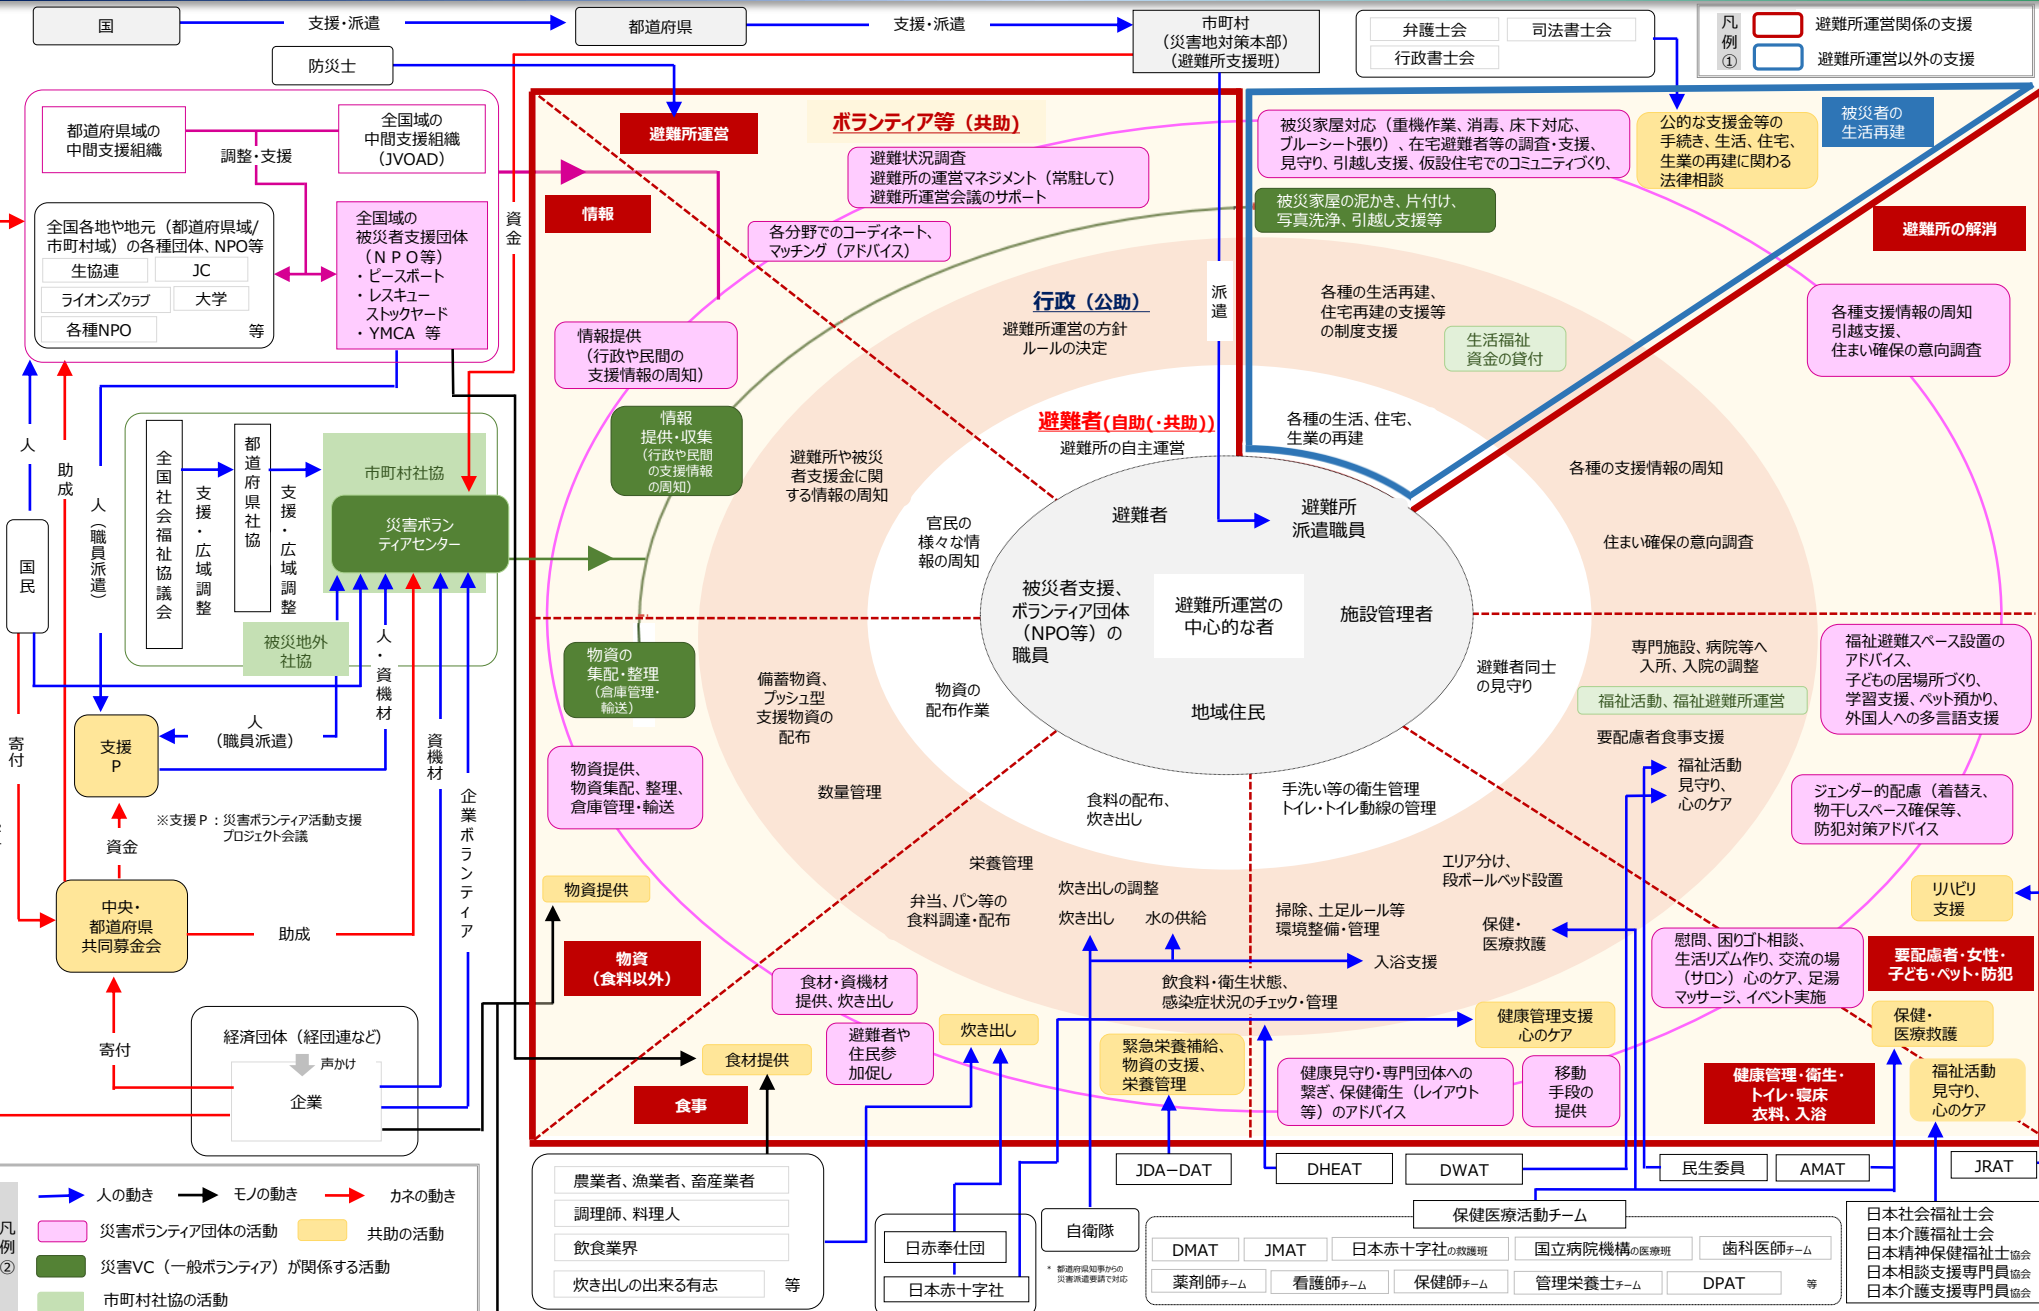 国
支援・派遣
都道府県
支援・派遣
市町村
（災害地対策本部）
（避難所支援班）
弁護士会
司法書士会
行政書士会
凡例①
避難所運営関係の支援
避難所運営以外の支援
防災士
都道府県域の
中間支援組織
全国域の
中間支援組織
（JVOAD）
調整・支援
全国各地や地元（都道府県域/
市町村域）の各種団体、NPO等
生協連
JC
ライオンズクラブ
大学
各種NPO
等
全国域の
被災者支援団体
（ＮＰＯ等）
・ピースボート
・レスキュー
ストックヤード
・YMCA 等
資金
避難所運営
情報
ボランティア等（共助）
避難状況調査
避難所の運営マネジメント（常駐して）
避難所運営会議のサポート
各分野でのコーディネート、
マッチング（アドバイス）
被災家屋対応（重機作業、消毒、床下対応、
ブルーシート張り）、在宅避難者等の調査・支援、
見守り、引越し支援、仮設住宅でのコミュニティづくり、
公的な支援金等の
手続き、生活、住宅、
生業の再建に関わる
法律相談
被災者の
生活再建
被災家屋の泥かき、片付け、
写真洗浄、引越し支援等
避難所の解消
行政（公助）
避難所運営の方針
ルールの決定
派遣
各種の生活再建、
住宅再建の支援等
の制度支援
生活福祉
資金の貸付
各種支援情報の周知
引越支援、
住まい確保の意向調査
情報提供
（行政や民間の
支援情報の周知）
情報
提供・収集
（行政や民間
の支援情報
の周知）
避難者(自助(・共助))
避難所の自主運営
各種の生活、住宅、
生業の再建
避難所や被災
者支援金に関
する情報の周知
官民の
様々な情
報の周知
各種の支援情報の周知
住まい確保の意向調査
避難者
避難所
派遣職員
被災者支援、
ボランティア団体
（NPO等）の
職員
避難所運営の
中心的な者
施設管理者
地域住民
人
助成
人（職員派遣）
国民
全国社会福祉協議会
支援・広域調整
都道府県社協
支援・広域調整
市町村社協
災害ボラン
ティアセンター
被災地外
社協
人・資機材
支援
P
人
（職員派遣）
資機材
企業ボランティア
寄付
※支援Ｐ：災害ボランティア活動支援
プロジェクト会議
資金
中央・
都道府県
共同募金会
助成
寄付
経済団体（経団連など）
声かけ
企業
物資の
集配・整理
（倉庫管理・
輸送）
備蓄物資、
プッシュ型
支援物資の
配布
物資の
配布作業
数量管理
物資提供、
物資集配、整理、
倉庫管理・輸送
物資提供
物資
（食料以外）
避難者同士
の見守り
専門施設、病院等へ
入所、入院の調整
福祉活動、福祉避難所運営
要配慮者食事支援
福祉活動
見守り、
心のケア
福祉避難スペース設置の
アドバイス、
子どもの居場所づくり、
学習支援、ペット預かり、
外国人への多言語支援
ジェンダー的配慮（着替え、
物干しスペース確保等、
防犯対策アドバイス
食料の配布、
炊き出し
手洗い等の衛生管理
トイレ・トイレ動線の管理
栄養管理
弁当、パン等の
食料調達・配布
炊き出しの調整
炊き出し
水の供給
エリア分け、
段ボールベッド設置
掃除、土足ルール等
環境整備・管理
保健・
医療救護
入浴支援
飲食料・衛生状態、
感染症状況のチェック・管理
リハビリ
支援
慰問、困りゴト相談、
生活リズム作り、交流の場
（サロン）心のケア、足湯
マッサージ、イベント実施
要配慮者・女性・
子ども・ペット・防犯
食材・資機材
提供、炊き出し
避難者や
住民参
加促し
炊き出し
食材提供
食事
緊急栄養補給、
物資の支援、
栄養管理
健康管理支援
心のケア
健康見守り・専門団体への
繋ぎ、保健衛生（レイアウト
等）のアドバイス
移動
手段の
提供
健康管理・衛生・
トイレ・寝床
衣料、入浴
保健・
医療救護
福祉活動
見守り、
心のケア
凡例②
人の動き
モノの動き
カネの動き
災害ボランティア団体の活動
共助の活動
災害VC（一般ボランティア）が関係する活動
市町村社協の活動
農業者、漁業者、畜産業者
調理師、料理人
飲食業界
炊き出しの出来る有志
等
日赤奉仕団
日本赤十字社
自衛隊
* 都道府県知事からの
災害派遣要請で対応
JDA－DAT
DHEAT
DWAT
民生委員
AMAT
JRAT
保健医療活動チーム
DMAT
JMAT
日本赤十字社の救護班
国立病院機構の医療班
歯科医師チーム
薬剤師チーム
看護師チーム
保健師チーム
管理栄養士チーム
DPAT
等
日本社会福祉士会
日本介護福祉士会
日本精神保健福祉士協会
日本相談支援専門員協会
日本介護支援専門員協会